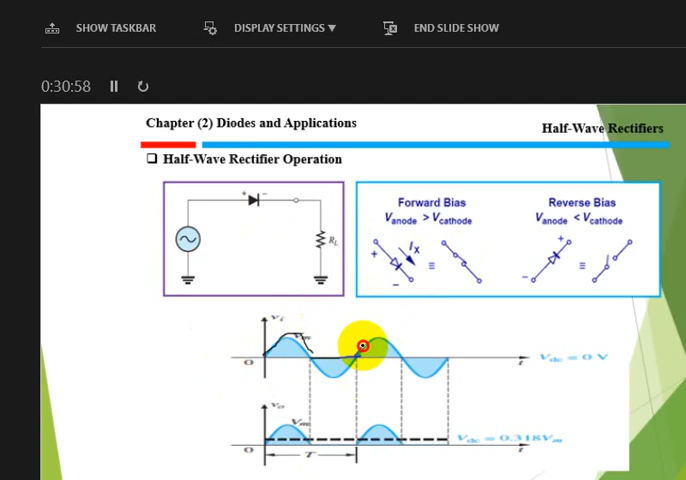 SHOW TASKBAR DISPLAY SETTINGS ▼ END SLIDE SHOW
0:30:58
Chapter (2) Diodes and Applications
Half-Wave Rectifiers
❑ Half-Wave Rectifier Operation
+ −
R_L
Forward Bias
V_anode > V_cathode
I_X
+ ≡
−
Reverse Bias
V_anode < V_cathode
+
− ≡
v_i
V_m
0 t V_dc = 0 V
v_o
V_m
0 t V_dc = 0.318V_m
T